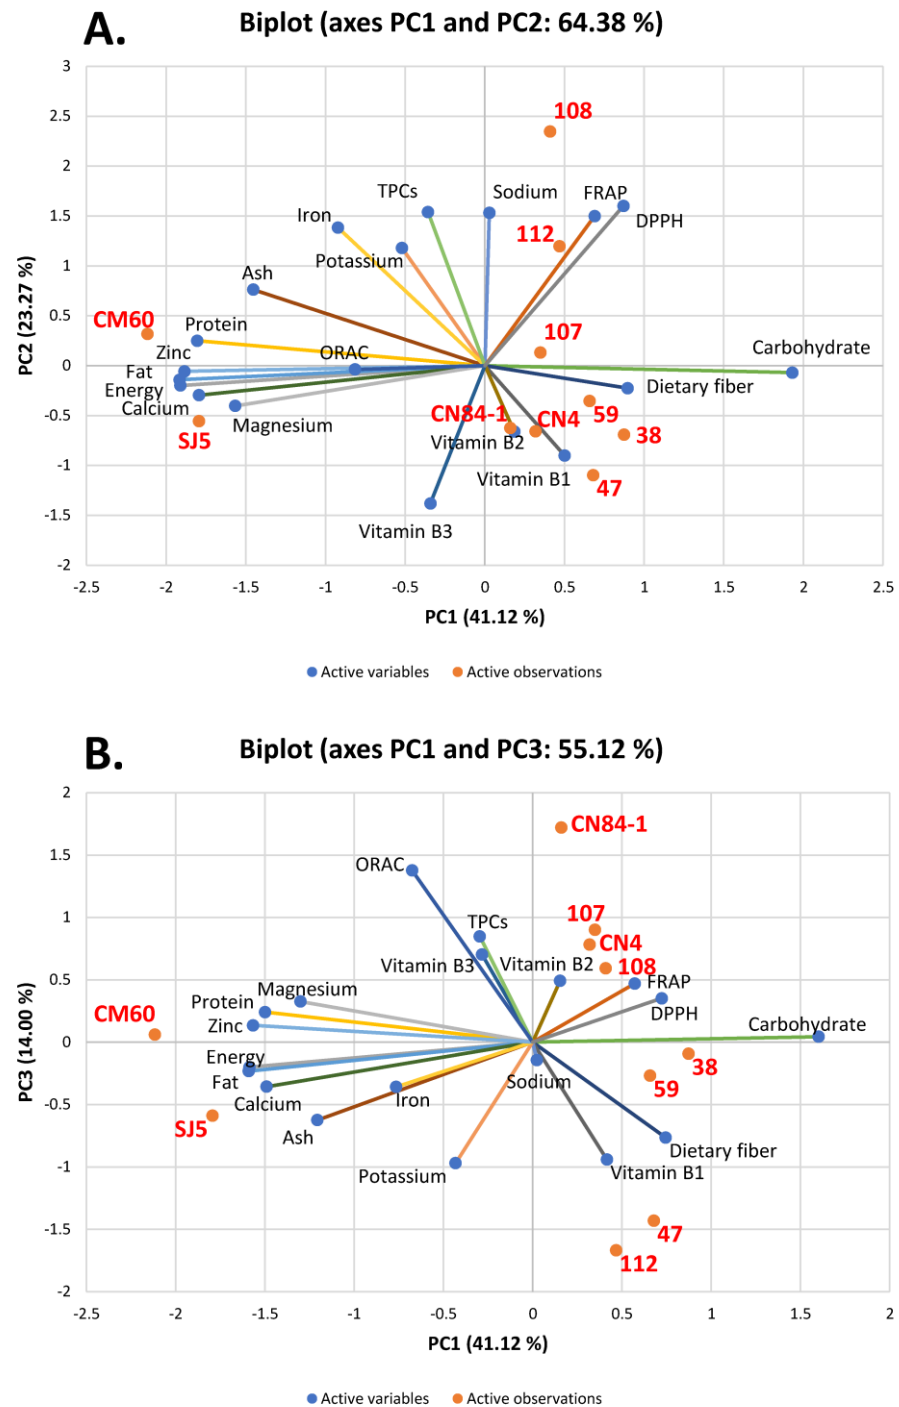 A.
Biplot (axes PC1 and PC2: 64.38 %)
3
2.5
2
1.5
1
0.5
0
-0.5
-1
-1.5
-2
PC2 (23.27 %)
108
TPCs
Sodium
FRAP
Iron
DPPH
112
Potassium
Ash
CM60
Protein
107
Zinc
ORAC
Carbohydrate
Fat
Energy
Dietary fiber
Calcium
CN84-1
CN4
59
Magnesium
SJ5
Vitamin B2
38
Vitamin B1
47
Vitamin B3
-2.5 -2 -1.5 -1 -0.5 0 0.5 1 1.5 2 2.5
PC1 (41.12 %)
Active variables Active observations
B.
Biplot (axes PC1 and PC3: 55.12 %)
2
1.5
1
0.5
0
-0.5
-1
-1.5
-2
PC3 (14.00 %)
CN84-1
ORAC
107
TPCs
CN4
Vitamin B3
Vitamin B2
108
FRAP
Magnesium
Protein
DPPH
CM60
Zinc
Carbohydrate
Energy
38
Fat
Sodium
59
Calcium
Iron
SJ5
Ash
Dietary fiber
Potassium
Vitamin B1
47
112
-2.5 -2 -1.5 -1 -0.5 0 0.5 1 1.5 2
PC1 (41.12 %)
Active variables Active observations